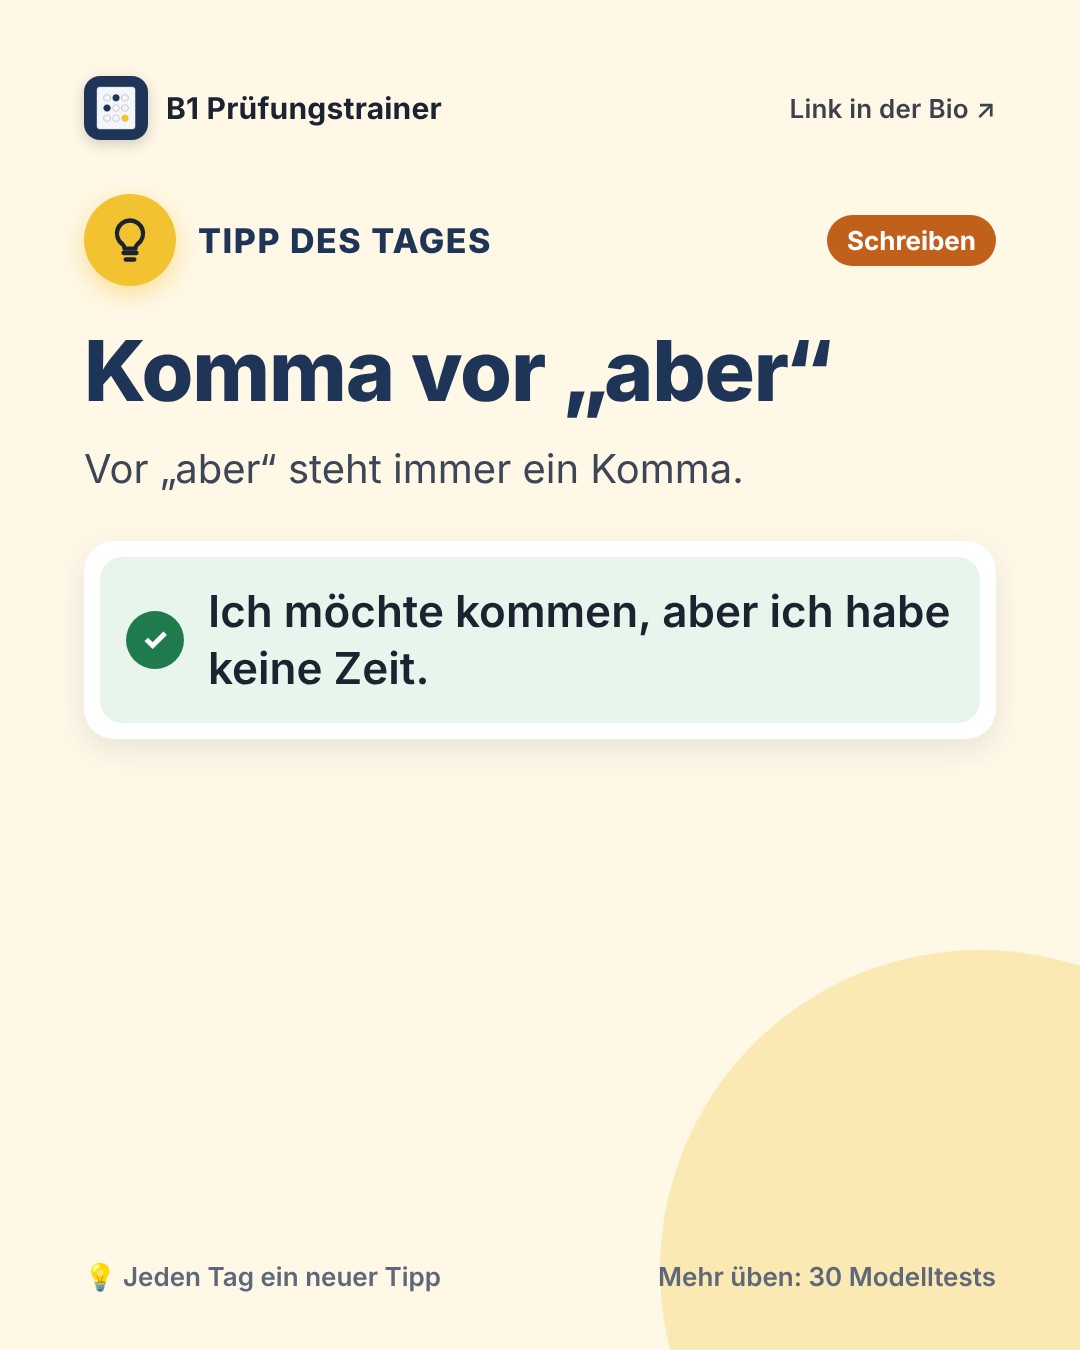 B1 Prüfungstrainer
Link in der Bio ↗
TIPP DES TAGES
Schreiben
Komma vor „aber“
Vor „aber“ steht immer ein Komma.
Ich möchte kommen, aber ich habe
keine Zeit.
💡 Jeden Tag ein neuer Tipp
Mehr üben: 30 Modelltests